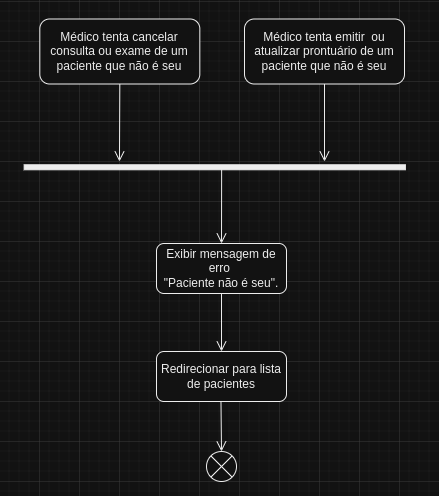 Médico tenta cancelar
consulta ou exame de um
paciente que não é seu
Médico tenta emitir ou
atualizar prontuário de um
paciente que não é seu
Exibir mensagem de
erro
"Paciente não é seu".
Redirecionar para lista
de pacientes